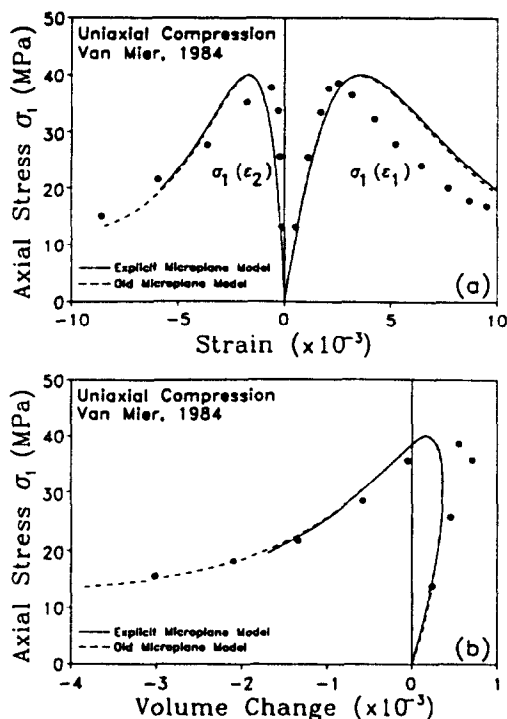 Uniaxial Compression
Van Mier, 1984
Axial Stress σ₁ (MPa)
50
40
30
20
10
0
σ₁(ε₂)
σ₁(ε₁)
Explicit Microplane Model
Old Microplane Model
(a)
-10
-5
0
5
10
Strain (×10⁻³)
Uniaxial Compression
Van Mier, 1984
Axial Stress σ₁ (MPa)
50
40
30
20
10
0
Explicit Microplane Model
Old Microplane Model
(b)
-4
-3
-2
-1
0
1
Volume Change (×10⁻³)